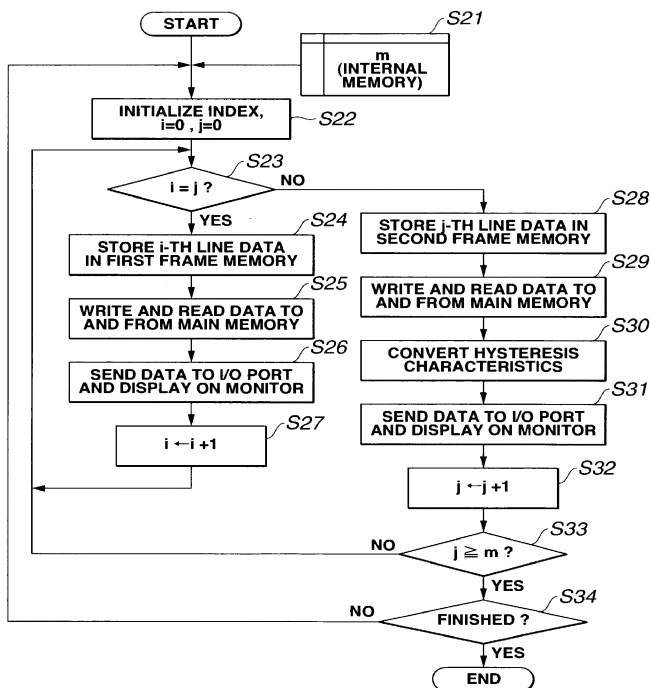 START
S21
m
(INTERNAL
MEMORY)
INITIALIZE INDEX,
i=0 , j=0
S22
S23
i = j ?
NO
YES
S24
STORE i-TH LINE DATA
IN FIRST FRAME MEMORY
S25
WRITE AND READ DATA TO
AND FROM MAIN MEMORY
S26
SEND DATA TO I/O PORT
AND DISPLAY ON MONITOR
S27
i ←i +1
S28
STORE j-TH LINE DATA IN
SECOND FRAME MEMORY
S29
WRITE AND READ DATA TO
AND FROM MAIN MEMORY
S30
CONVERT HYSTERESIS
CHARACTERISTICS
S31
SEND DATA TO I/O PORT
AND DISPLAY ON MONITOR
S32
j ←j +1
S33
NO
j ≧ m ?
YES
S34
NO
FINISHED ?
YES
END